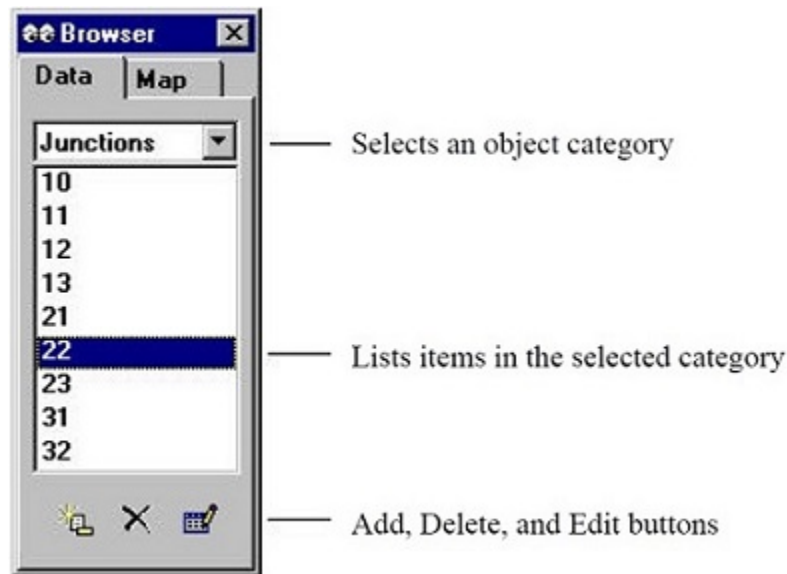 Browser
Data Map
Junctions
Selects an object category
10
11
12
13
21
22
Lists items in the selected category
23
31
32
Add, Delete, and Edit buttons